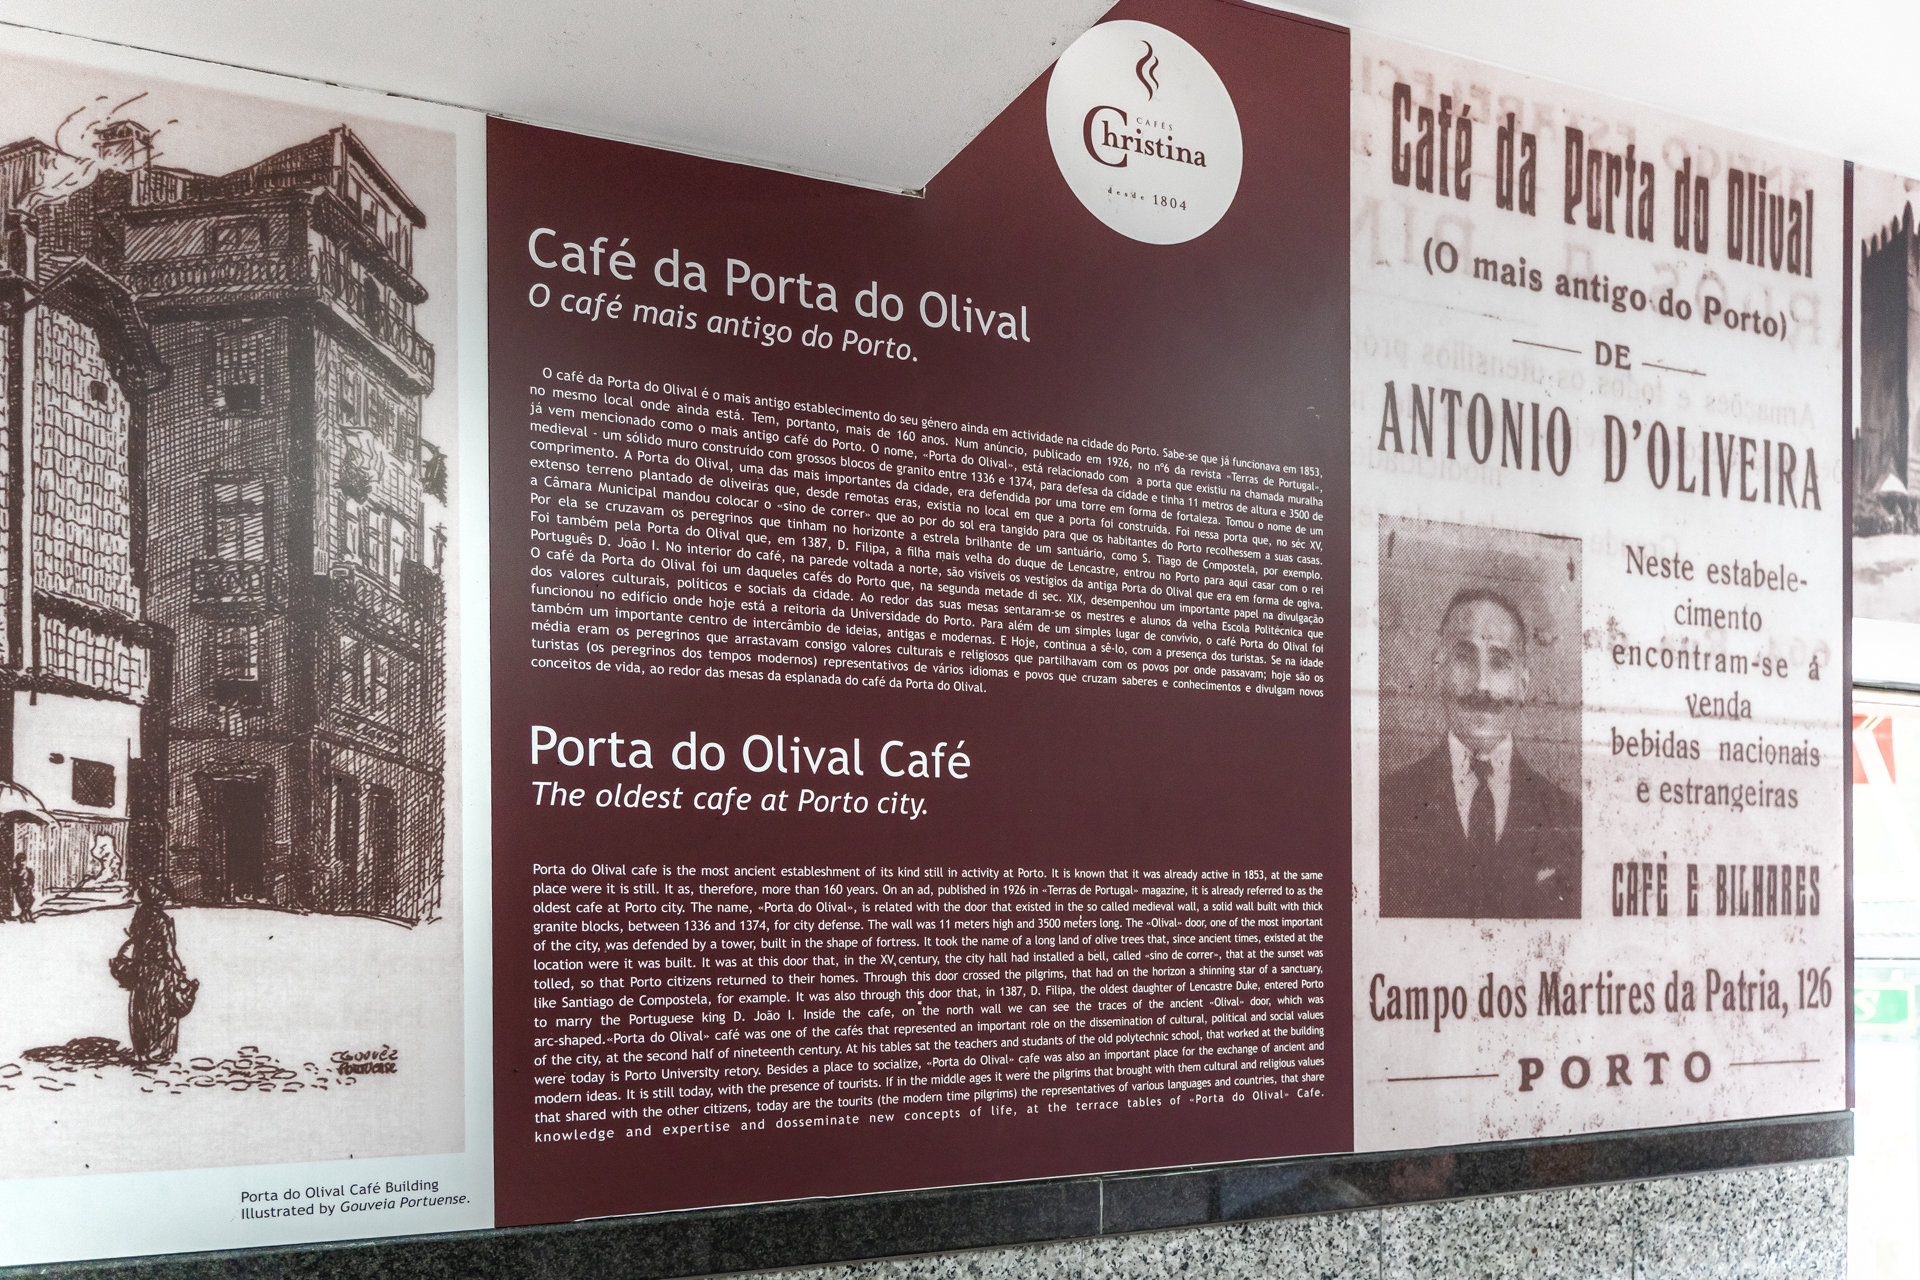 CAFÉS
Christina
desde 1804
Café da Porta do Olival
O café mais antigo do Porto.
O café da Porta do Olival é o mais antigo establecimento do seu género ainda em actividade na cidade do Porto. Sabe-se que já funcionava em 1853,
no mesmo local onde ainda está. Tem, portanto, mais de 160 anos. Num anúncio, publicado em 1926, no nº6 da revista «Terras de Portugal»,
já vem mencionado como o mais antigo café do Porto. O nome, «Porta do Olival», está relacionado com a porta que existiu na chamada muralha
medieval - um sólido muro construído com grossos blocos de granito entre 1336 e 1374, para defesa da cidade e tinha 11 metros de altura e 3500 de
comprimento. A Porta do Olival, uma das mais importantes da cidade, era defendida por uma torre em forma de fortaleza. Tomou o nome de um
extenso terreno plantado de oliveiras que, desde remotas eras, existia no local em que a porta foi construída. Foi nessa porta que, no séc XV,
a Câmara Municipal mandou colocar o «sino de correr» que ao por do sol era tangido para que os habitantes do Porto recolhessem a suas casas.
Por ela se cruzavam os peregrinos que tinham no horizonte a estrela brilhante de um santuário, como S. Tiago de Compostela, por exemplo.
Foi também pela Porta do Olival que, em 1387, D. Filipa, a filha mais velha do duque de Lencastre, entrou no Porto para aqui casar com o rei
Português D. João I. No interior do café, na parede voltada a norte, são visíveis os vestígios da antiga Porta do Olival que era em forma de ogiva.
O café da Porta do Olival foi um daqueles cafés do Porto que, na segunda metade di sec. XIX, desempenhou um importante papel na divulgação
dos valores culturais, políticos e sociais da cidade. Ao redor das suas mesas sentaram-se os mestres e alunos da velha Escola Politécnica que
funcionou no edifício onde hoje está a reitoria da Universidade do Porto. Para além de um simples lugar de convívio, o café Porta do Olival foi
também um importante centro de intercâmbio de ideias, antigas e modernas. E Hoje, continua a sê-lo, com a presença dos turistas. Se na idade
média eram os peregrinos que arrastavam consigo valores culturais e religiosos que partilhavam com os povos por onde passavam; hoje são os
turistas (os peregrinos dos tempos modernos) representativos de vários idiomas e povos que cruzam saberes e conhecimentos e divulgam novos
conceitos de vida, ao redor das mesas da esplanada do café da Porta do Olival.
Porta do Olival Café
The oldest cafe at Porto city.
Porta do Olival cafe is the most ancient estableshment of its kind still in activity at Porto. It is known that it was already active in 1853, at the same
place were it is still. It as, therefore, more than 160 years. On an ad, published in 1926 in «Terras de Portugal» magazine, it is already referred to as the
oldest cafe at Porto city. The name, «Porta do Olival», is related with the door that existed in the so called medieval wall, a solid wall built with thick
granite blocks, between 1336 and 1374, for city defense. The wall was 11 meters high and 3500 meters long. The «Olival» door, one of the most important
of the city, was defended by a tower, built in the shape of fortress. It took the name of a long land of olive trees that, since ancient times, existed at the
location were it was built. It was at this door that, in the XV century, the city hall had installed a bell, called «sino de correr», that at the sunset was
tolled, so that Porto citizens returned to their homes. Through this door crossed the pilgrims, that had on the horizon a shinning star of a sanctuary,
like Santiago de Compostela, for example. It was also through this door that, in 1387, D. Filipa, the oldest daughter of Lencastre Duke, entered Porto
to marry the Portuguese king D. João I. Inside the cafe, on the north wall we can see the traces of the ancient «Olival» door, which was
arc-shaped.«Porta do Olival» café was one of the cafés that represented an important role on the dissemination of cultural, political and social values
of the city, at the second half of nineteenth century. At his tables sat the teachers and studants of the old polytechnic school, that worked at the building
were today is Porto University retory. Besides a place to socialize, «Porta do Olival» cafe was also an important place for the exchange of ancient and
modern ideas. It is still today, with the presence of tourists. If in the middle ages it were the pilgrims that brought with them cultural and religious values
that shared with the other citizens, today are the tourits (the modern time pilgrims) the representatives of various languages and countries, that share
knowledge and expertise and dosseminate new concepts of life, at the terrace tables of «Porta do Olival» Cafe.
Gouvèa
Portuense
Porta do Olival Café Building
Illustrated by Gouveia Portuense.
Café da Porta do Olival
(O mais antigo do Porto)
DE
ANTONIO D'OLIVEIRA
Neste estabele-
cimento
encontram-se á
venda
bebidas nacionais
e estrangeiras
CAFÉ E BILHARES
Campo dos Martires da Patria, 126
PORTO